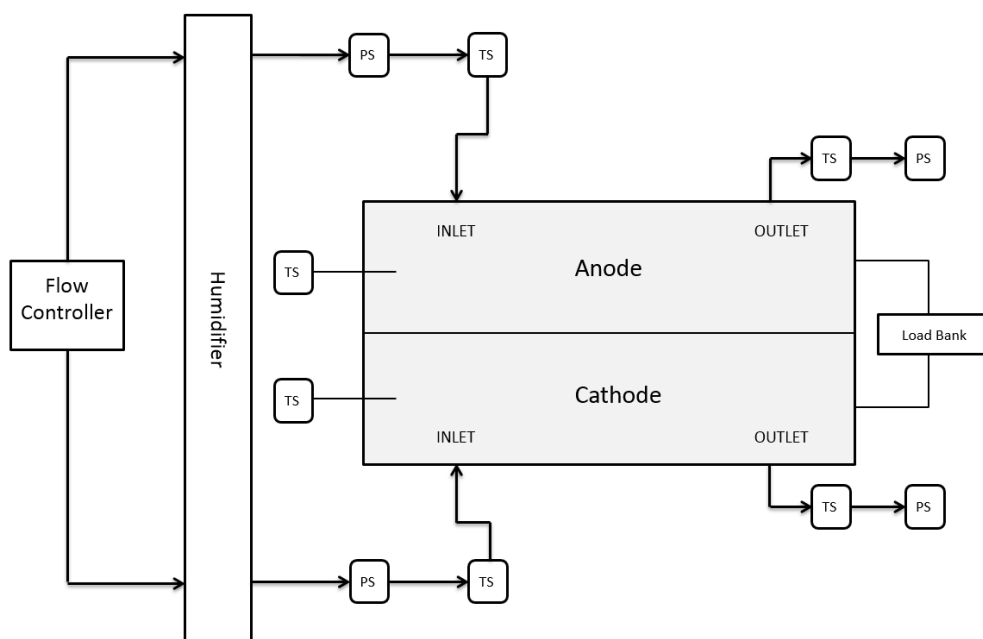 PS
TS
TS
PS
INLET
OUTLET
TS
Anode
Flow
Controller
Humidifier
Load Bank
TS
Cathode
INLET
OUTLET
TS
PS
PS
TS